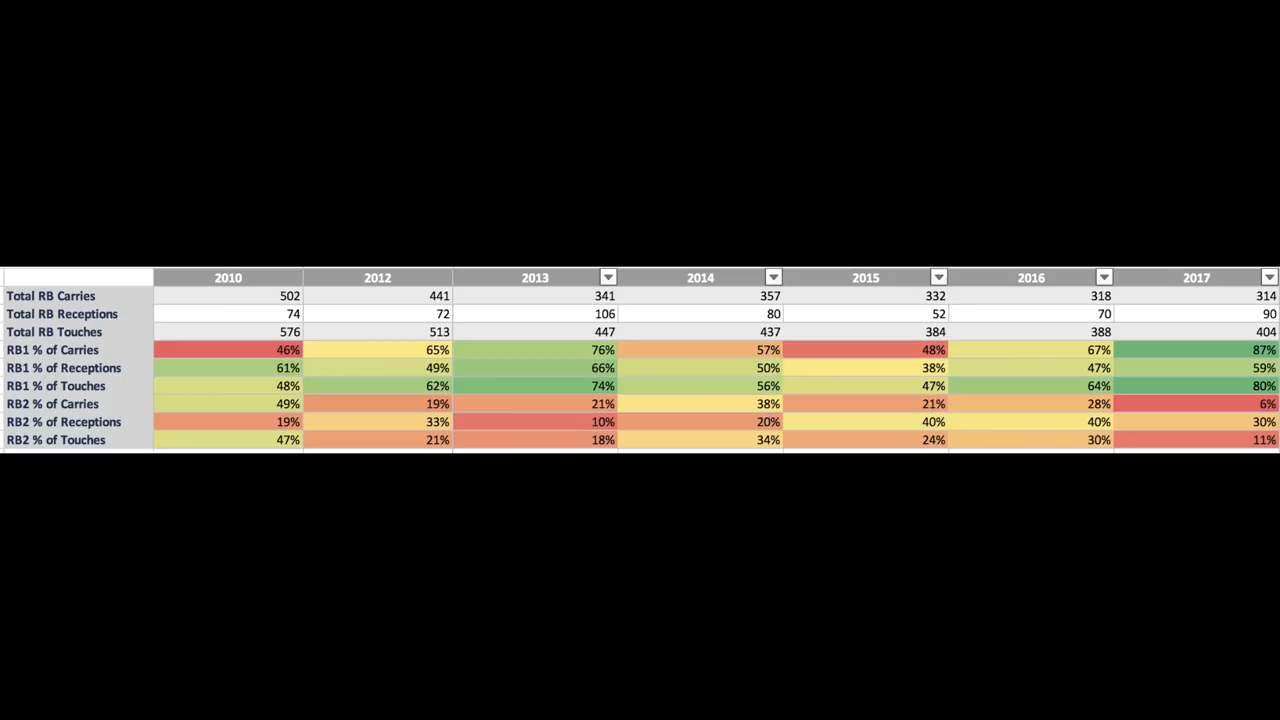 2010 2012 2013 2014 2015 2016 2017
Total RB Carries 502 441 341 357 332 318 314
Total RB Receptions 74 72 106 80 52 70 90
Total RB Touches 576 513 447 437 384 388 404
RB1 % of Carries 46% 65% 76% 57% 48% 67% 87%
RB1 % of Receptions 61% 49% 66% 50% 38% 47% 59%
RB1 % of Touches 48% 62% 74% 56% 47% 64% 80%
RB2 % of Carries 49% 19% 21% 38% 21% 28% 6%
RB2 % of Receptions 19% 33% 10% 20% 40% 40% 30%
RB2 % of Touches 47% 21% 18% 34% 24% 30% 11%